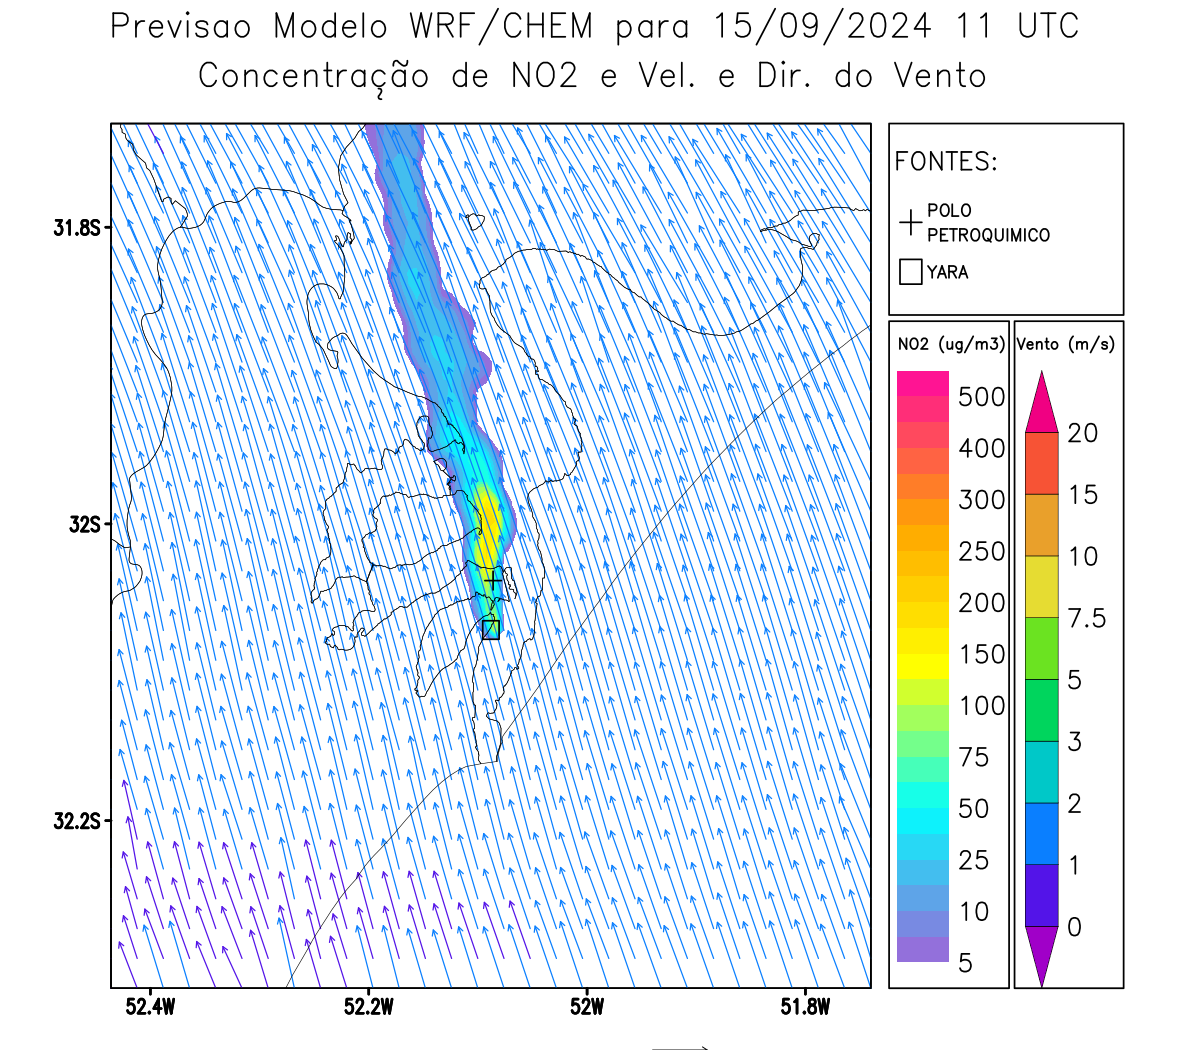 Previsao Modelo WRF/CHEM para 15/09/2024 11 UTC
Concentração de NO2 e Vel. e Dir. do Vento
FONTES:
POLO
PETROQUIMICO
YARA
31.8S
32S
32.2S
52.4W
52.2W
52W
51.8W
NO2 (ug/m3)
500
400
300
250
200
150
100
75
50
25
10
5
Vento (m/s)
20
15
10
7.5
5
3
2
1
0